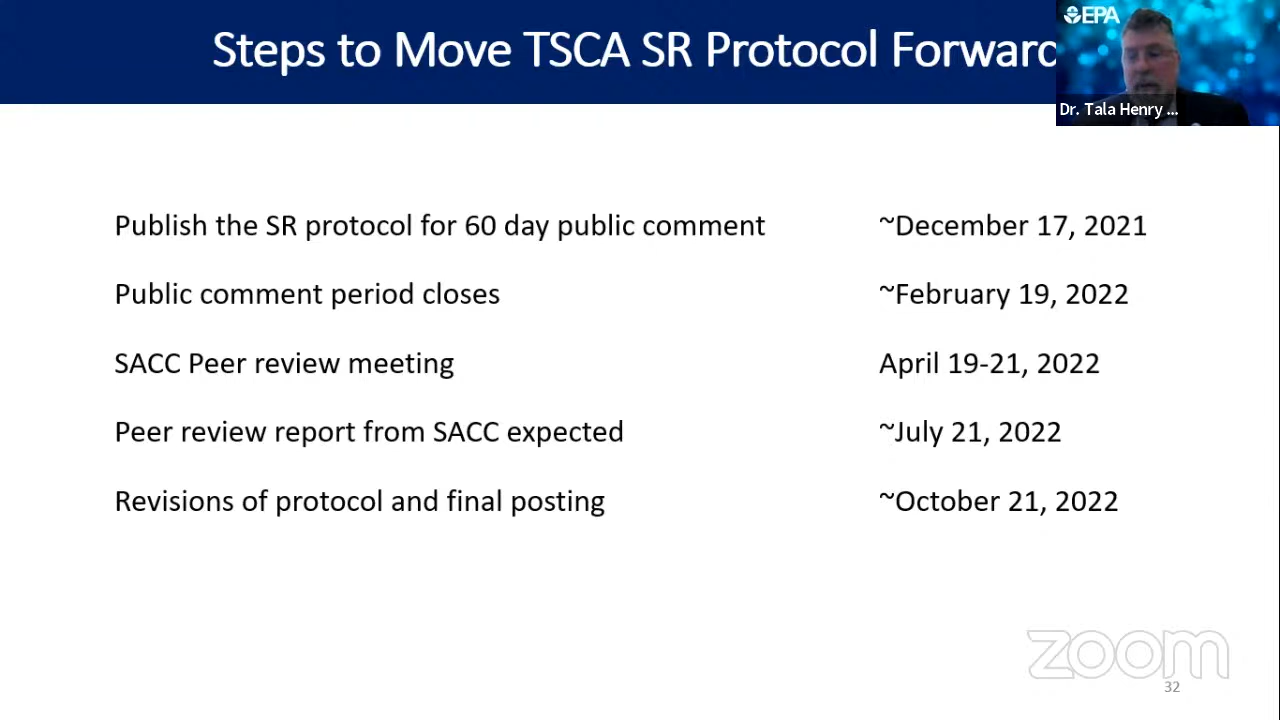 Steps to Move TSCA SR Protocol Forward
EPA
Dr. Tala Henry ...
Publish the SR protocol for 60 day public comment ~December 17, 2021
Public comment period closes ~February 19, 2022
SACC Peer review meeting April 19-21, 2022
Peer review report from SACC expected ~July 21, 2022
Revisions of protocol and final posting ~October 21, 2022
zoom
32